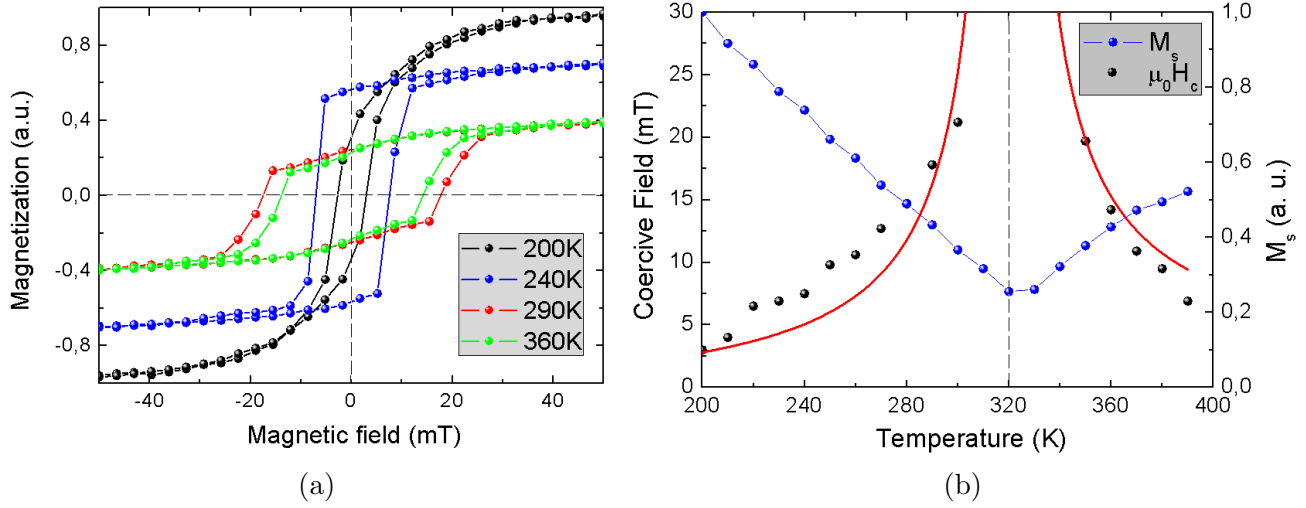 Magnetization (a.u.)
0,8
0,4
0,0
-0,4
-0,8
200K
240K
290K
360K
-40 -20 0 20 40
Magnetic field (mT)
(a)
Coercive Field (mT)
30
25
20
15
10
5
0
M_s
μ₀H_c
200 240 280 320 360 400
Temperature (K)
1,0
0,8
0,6
0,4
0,2
0,0
M_s (a. u.)
(b)